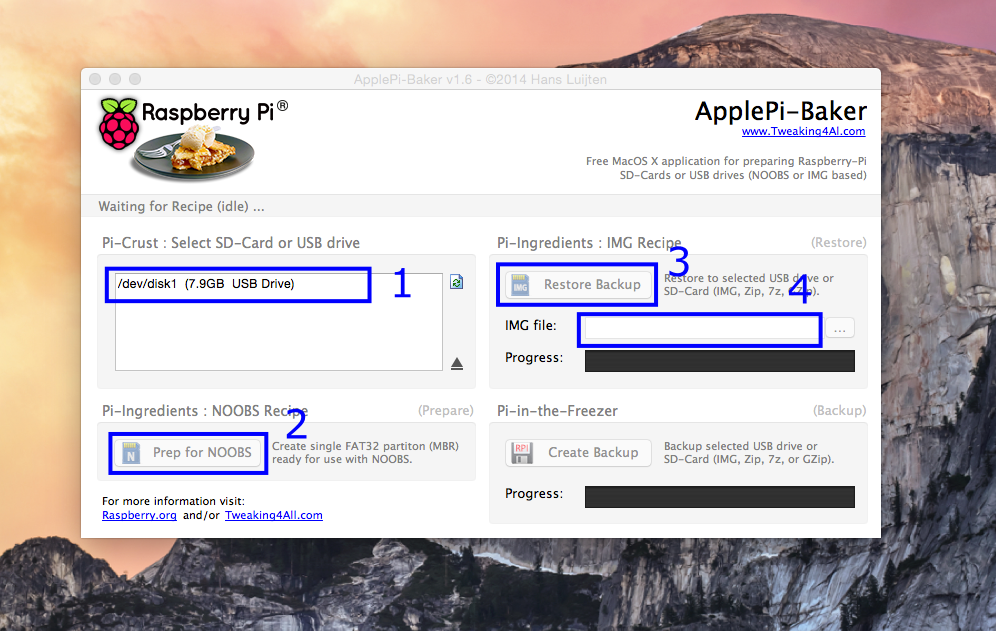 ApplePi-Baker v1.6 - ©2014 Hans Luijten
Raspberry Pi®
ApplePi-Baker
www.Tweaking4All.com
Free MacOS X application for preparing Raspberry-Pi
SD-Cards or USB drives (NOOBS or IMG based)
Waiting for Recipe (idle) ...
Pi-Crust : Select SD-Card or USB drive
/dev/disk1 (7.9GB USB Drive)
1
Pi-Ingredients : NOOBS Recipe
(Prepare)
2
N
Prep for NOOBS
Create single FAT32 partiton (MBR)
ready for use with NOOBS.
For more information visit:
Raspberry.org and/or Tweaking4All.com
Pi-Ingredients : IMG Recipe
(Restore)
3
IMG
Restore Backup
Restore to selected USB drive or
SD-Card (IMG, Zip, 7z, GZip).
4
IMG file:
...
Progress:
Pi-in-the-Freezer
(Backup)
RPI
Create Backup
Backup selected USB drive or
SD-Card (IMG, Zip, 7z, or GZip).
Progress: